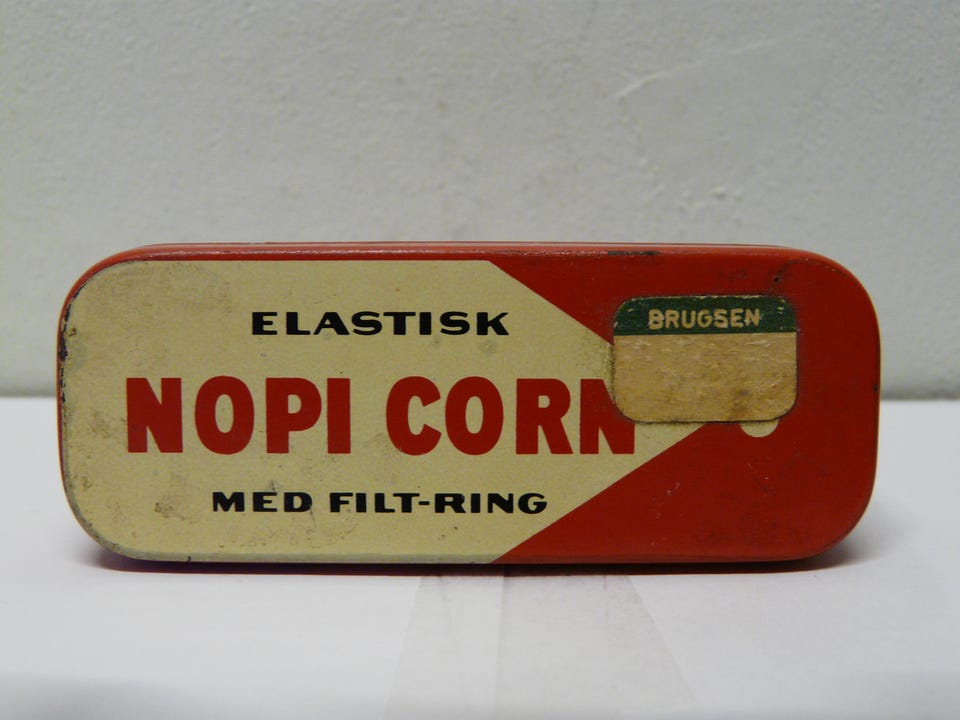 ELASTISK
NOPI CORN
MED FILT-RING
BRUGSEN